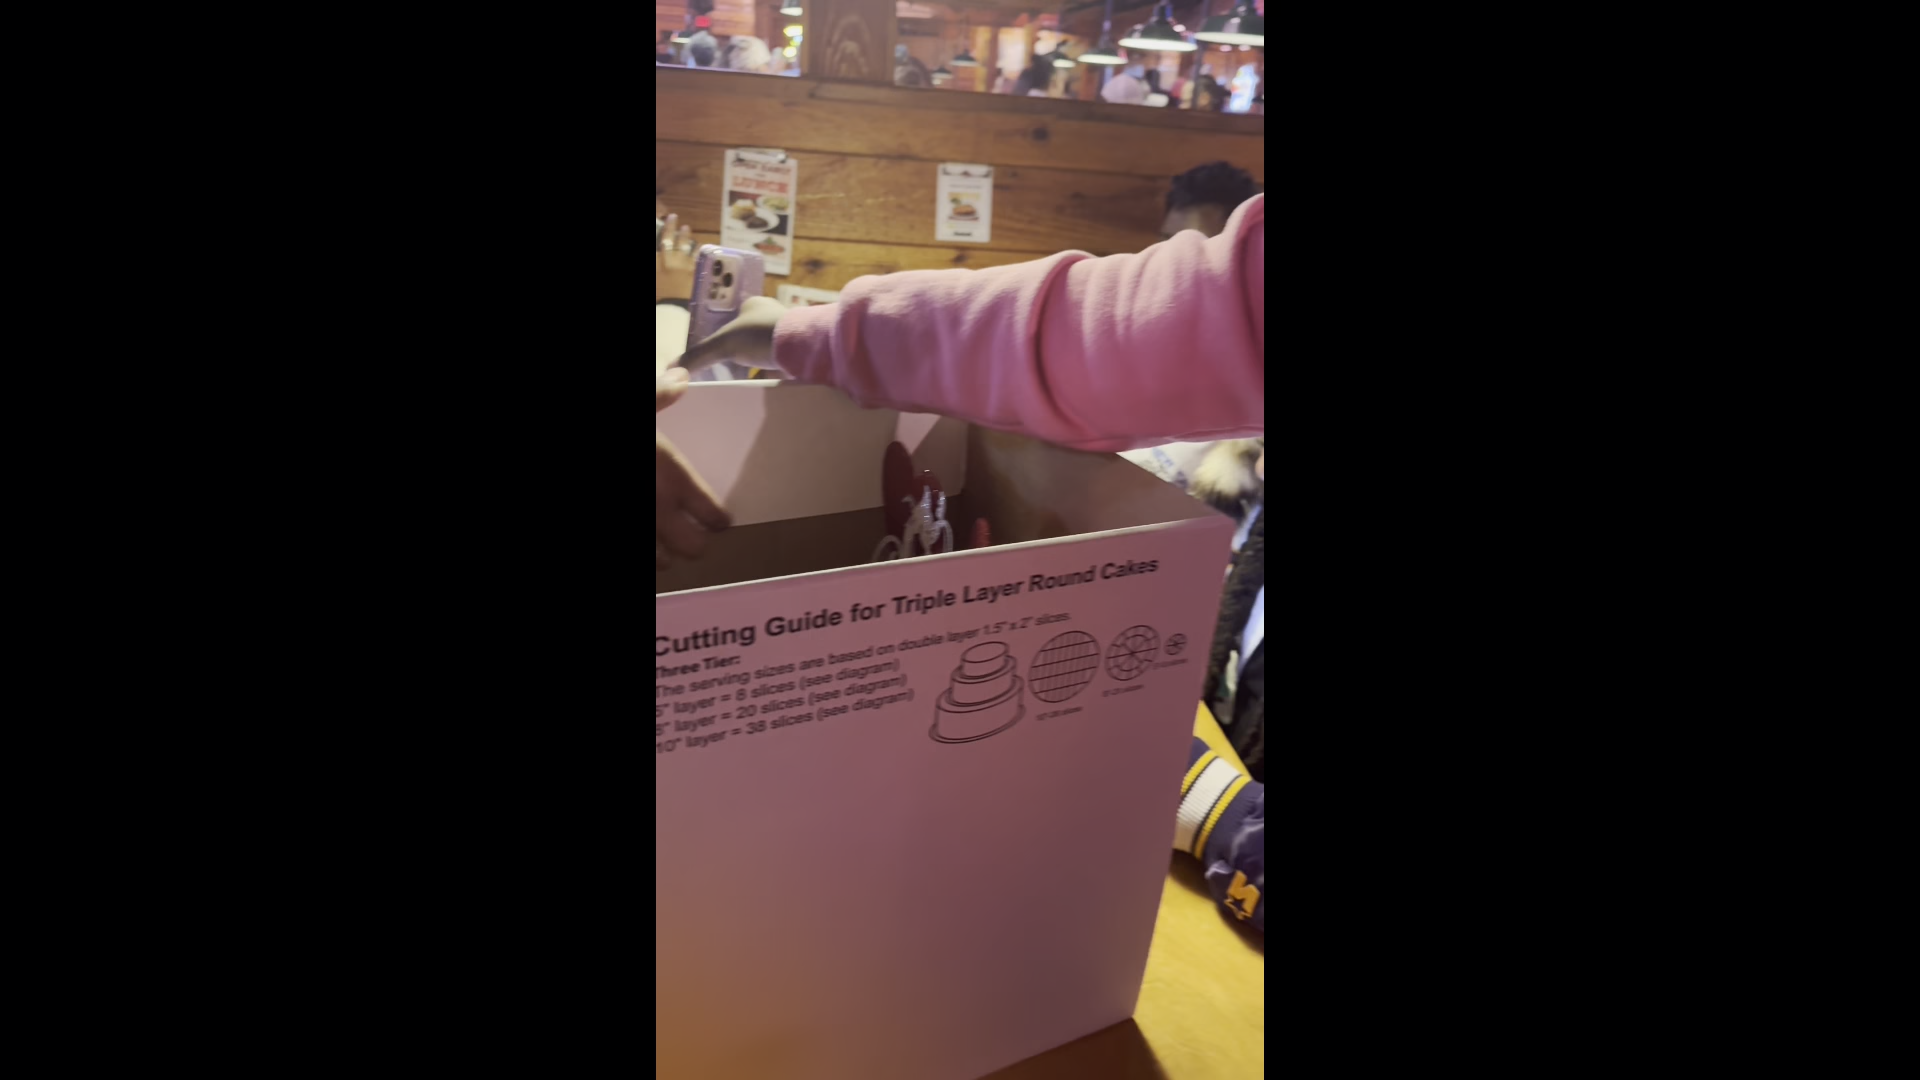 LUNCH
Cutting Guide for Triple Layer Round Cakes
Three Tier:
The serving sizes are based on double layer 1.5" x 2" slices.
" layer = 8 slices (see diagram)
8" layer = 20 slices (see diagram)
10" layer = 38 slices (see diagram)
N